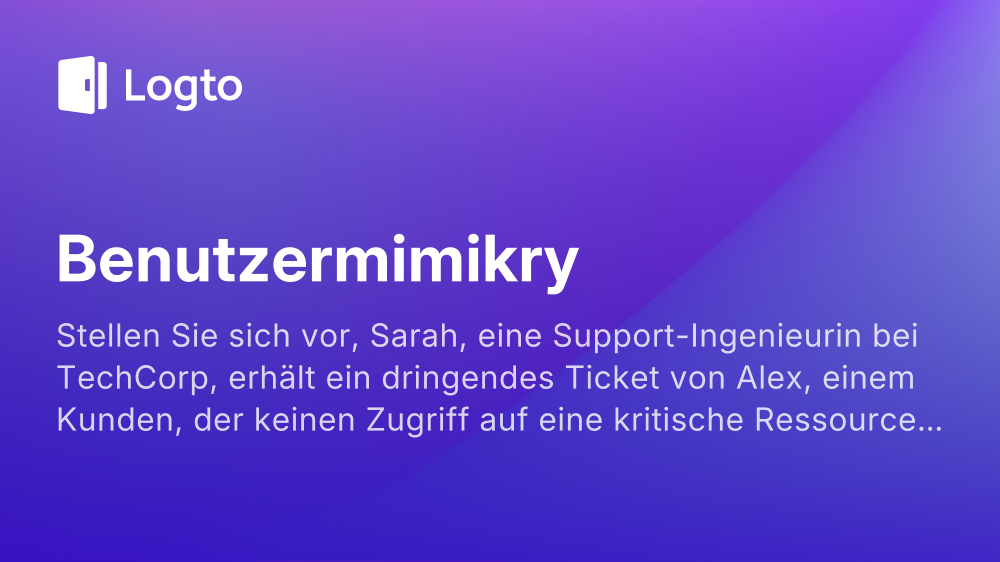 Logto
Benutzermimikry
Stellen Sie sich vor, Sarah, eine Support-Ingenieurin bei
TechCorp, erhält ein dringendes Ticket von Alex, einem
Kunden, der keinen Zugriff auf eine kritische Ressource...